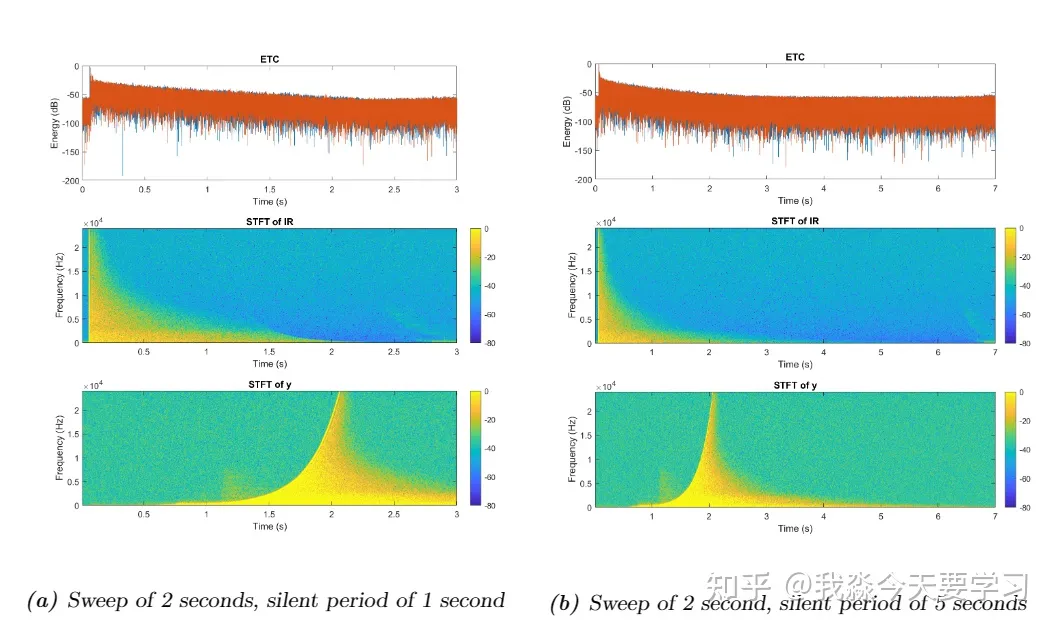 ETC
0
-50
-100
-150
-200
Energy (dB)
0 0.5 1 1.5 2 2.5 3
Time (s)
STFT of IR
×10⁴
2
1.5
1
0.5
0
Frequency (Hz)
0.5 1 1.5 2 2.5 3
Time (s)
0
-20
-40
-60
-80
STFT of y
×10⁴
2
1.5
1
0.5
0
Frequency (Hz)
0.5 1 1.5 2 2.5 3
Time (s)
0
-20
-40
-60
-80
(a) Sweep of 2 seconds, silent period of 1 second
ETC
0
-50
-100
-150
-200
Energy (dB)
0 1 2 3 4 5 6 7
Time (s)
STFT of IR
×10⁴
2
1.5
1
0.5
0
Frequency (Hz)
1 2 3 4 5 6 7
Time (s)
0
-20
-40
-60
-80
STFT of y
×10⁴
2
1.5
1
0.5
0
Frequency (Hz)
1 2 3 4 5 6 7
Time (s)
0
-20
-40
-60
-80
知乎 @我淼今天要学习
(b) Sweep of 2 second, silent period of 5 seconds